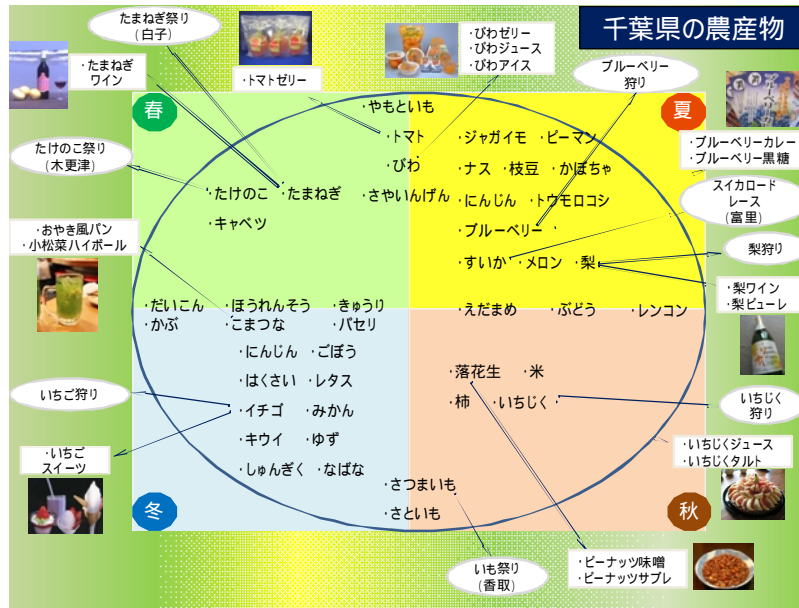 千葉県の農産物
たまねぎ祭り
(白子)
・たまねぎ
ワイン
・トマトゼリー
・びわゼリー
・びわジュース
・びわアイス
ブルーベリー
狩り
・ブルーベリーカレー
・ブルーベリー黒糖
春
夏
たけのこ祭り
(木更津)
・おやき風パン
・小松菜ハイボール
スイカロード
レース
(富里)
梨狩り
・梨ワイン
・梨ピューレ
・やもといも
・トマト
・びわ
・さやいんげん
・たけのこ ・たまねぎ
・キャベツ
・ジャガイモ ・ピーマン
・ナス ・枝豆 ・かぼちゃ
・にんじん ・トウモロコシ
・ブルーベリー ・
・すいか ・メロン ・梨
・えだまめ ・ぶどう ・レンコン
・だいこん ・ほうれんそう ・きゅうり
・かぶ ・こまつな ・パセリ
・にんじん ・ごぼう
・はくさい ・レタス
・イチゴ ・みかん
・キウイ ・ゆず
・しゅんぎく ・なばな
・落花生 ・米
・柿 ・いちじく
・さつまいも
・さといも
いちご狩り
・いちご
スイーツ
いちじく
狩り
・いちじくジュース
・いちじくタルト
冬
秋
いも祭り
(香取)
・ピーナッツ味噌
・ピーナッツサブレ